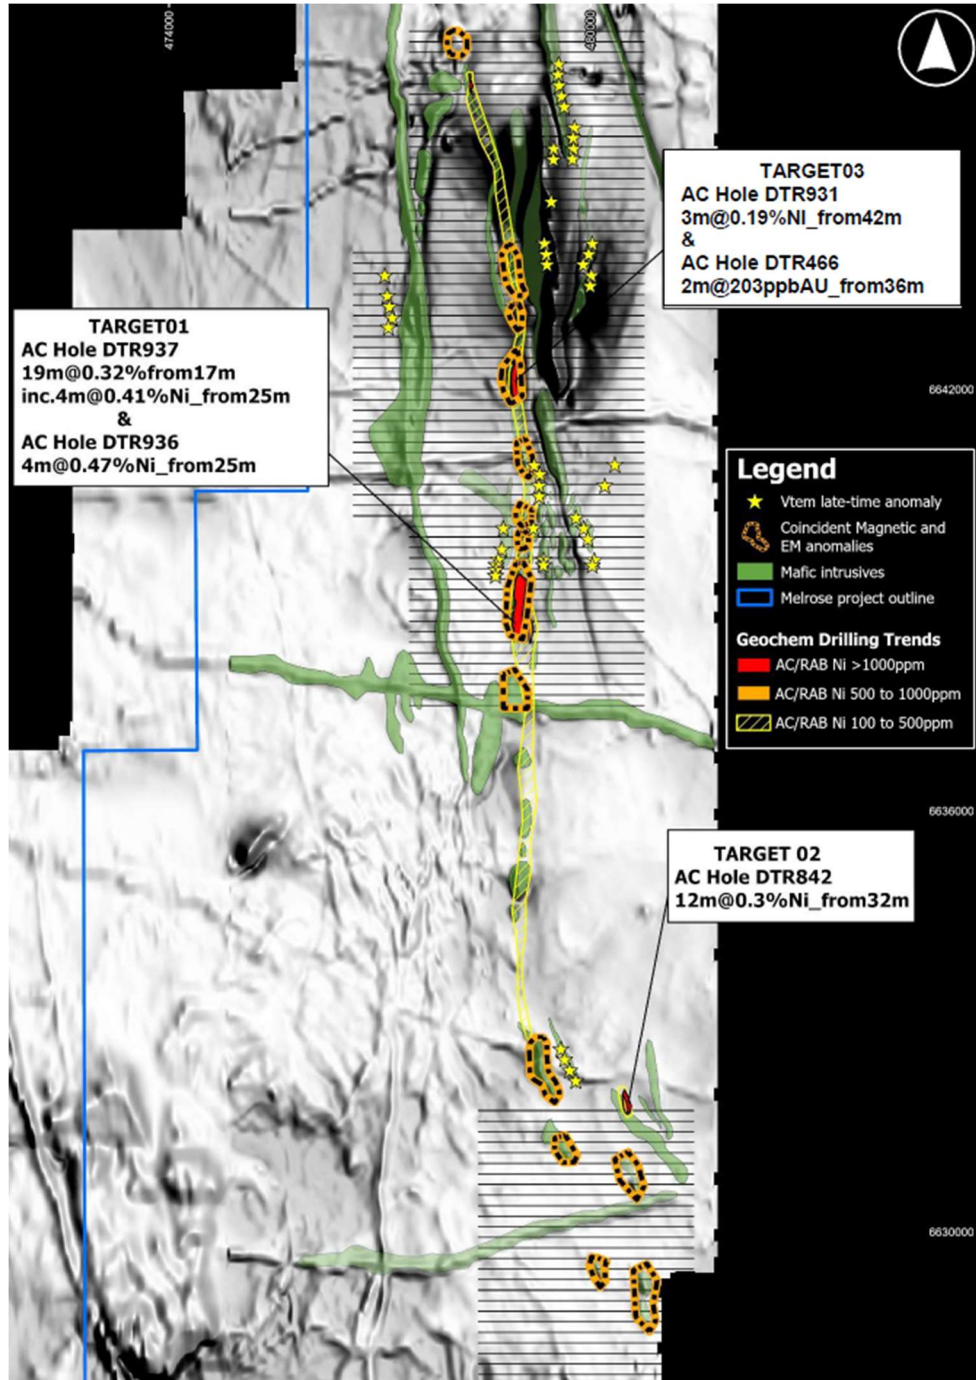 474000
480000
TARGET03
AC Hole DTR931
3m@0.19%NI_from42m
&
AC Hole DTR466
2m@203ppbAU_from36m
TARGET01
AC Hole DTR937
19m@0.32%from17m
inc.4m@0.41%Ni_from25m
&
AC Hole DTR936
4m@0.47%Ni_from25m
6642000
Legend
Vtem late-time anomaly
Coincident Magnetic and
EM anomalies
Mafic intrusives
Melrose project outline
Geochem Drilling Trends
AC/RAB Ni >1000ppm
AC/RAB Ni 500 to 1000ppm
AC/RAB Ni 100 to 500ppm
6636000
TARGET 02
AC Hole DTR842
12m@0.3%Ni_from32m
6630000